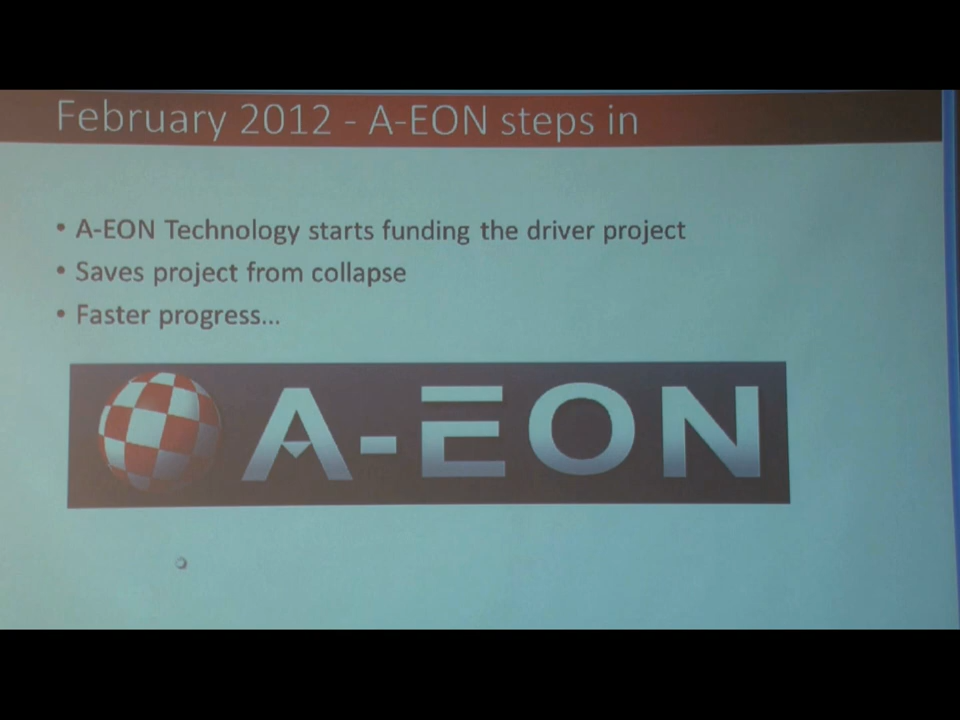 February 2012 - A-EON steps in
• A-EON Technology starts funding the driver project
• Saves project from collapse
• Faster progress...
A-EON